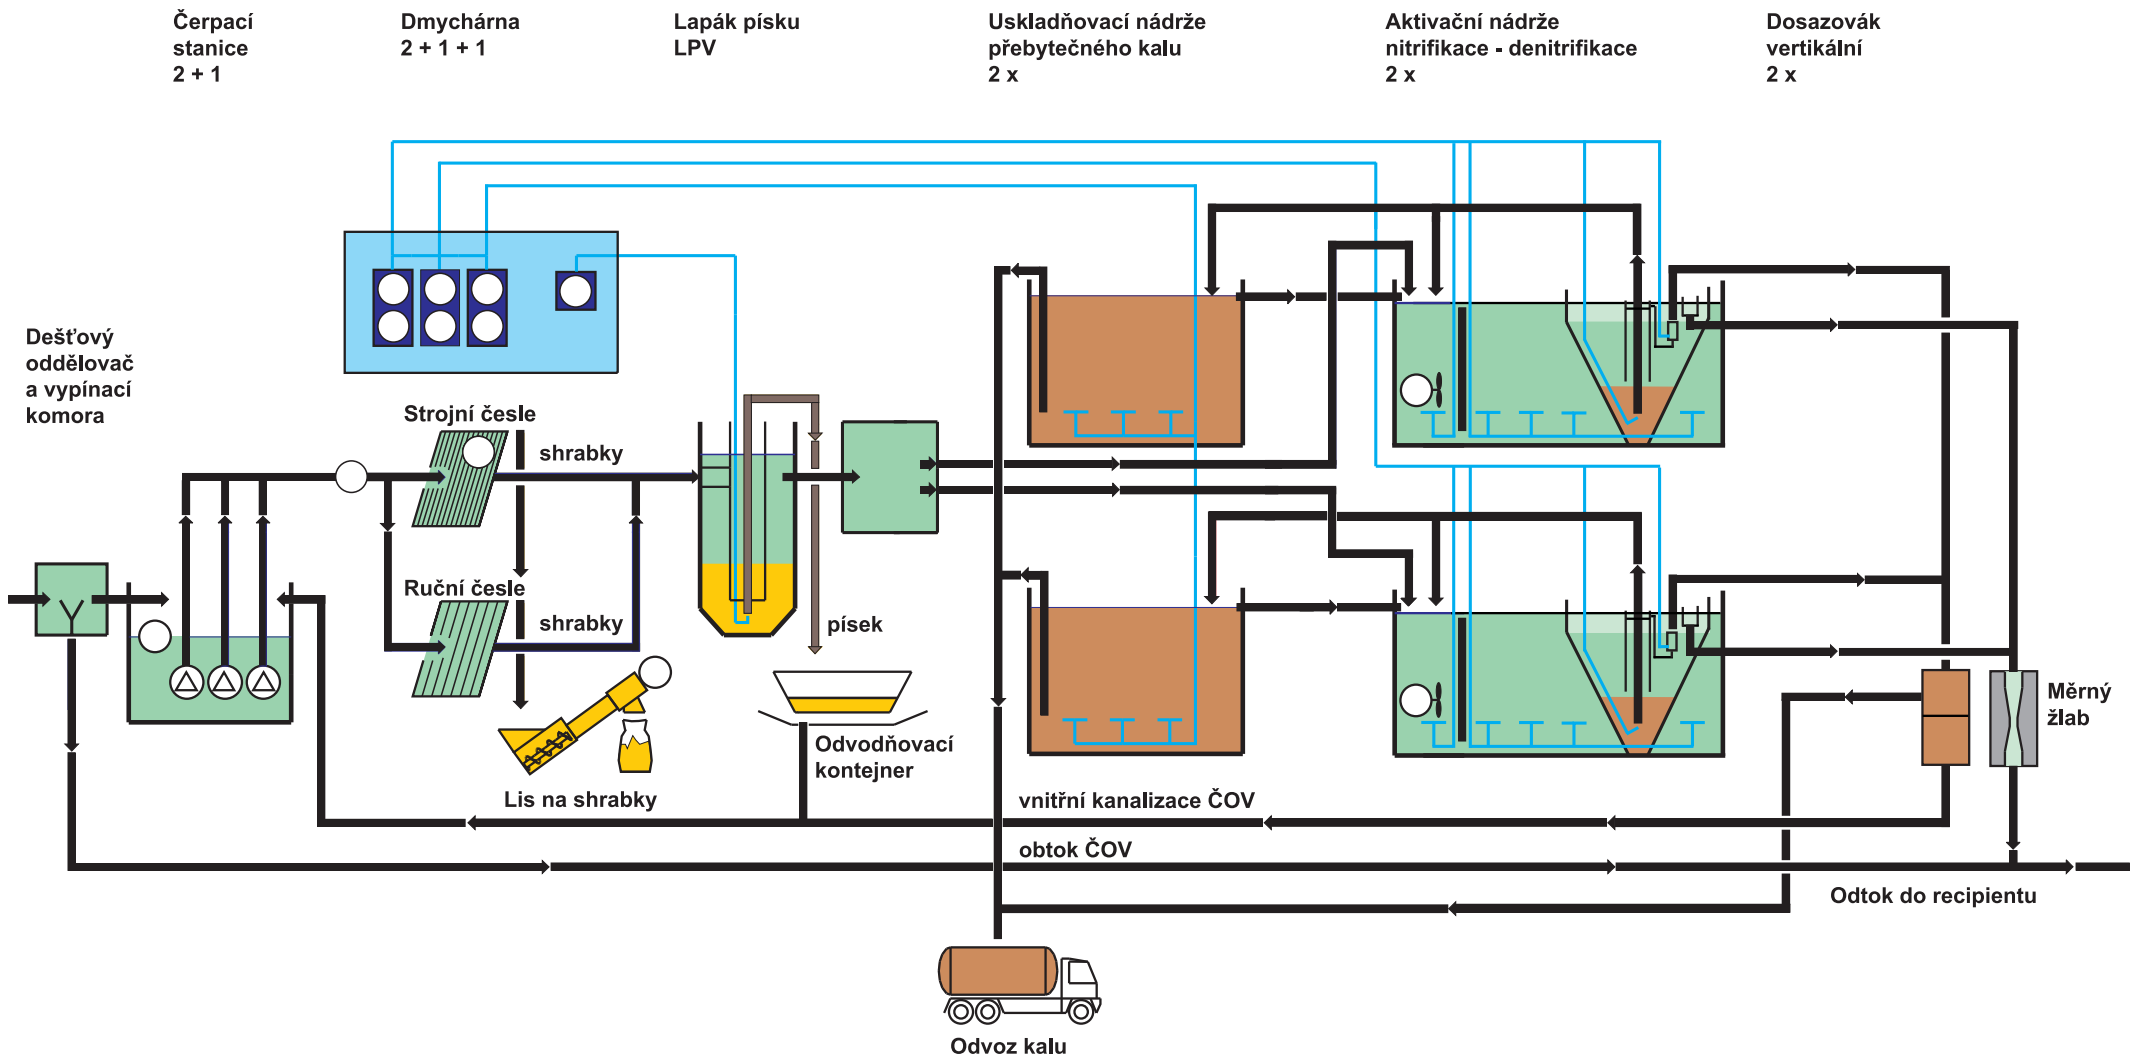 Čerpací
stanice
2 + 1
Dmychárna
2 + 1 + 1
Lapák písku
LPV
Uskladňovací nádrže
přebytečného kalu
2 x
Aktivační nádrže
nitrifikace - denitrifikace
2 x
Dosazovák
vertikální
2 x
Dešťový
oddělovač
a vypínací
komora
Strojní česle
shrabky
Ruční česle
shrabky
písek
Odvodňovací
kontejner
Lis na shrabky
Měrný
žlab
vnitřní kanalizace ČOV
obtok ČOV
Odtok do recipientu
Odvoz kalu